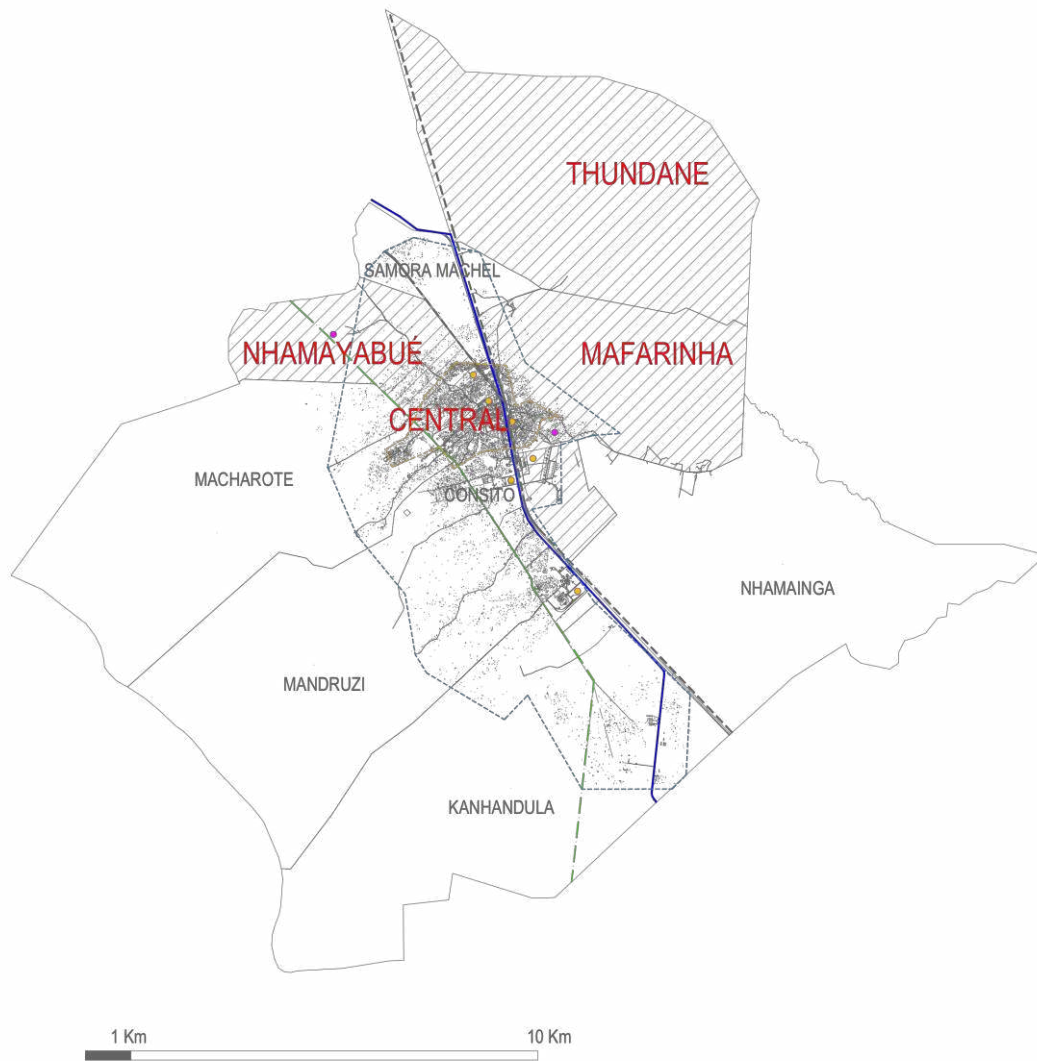 THUNDANE
SAMORA MACHEL
NHAMAYABUÉ
MAFARINHA
CENTRAL
MACHAROTE
CONSITO
NHAMAINGA
MANDRUZI
KANHANDULA
1 Km
10 Km